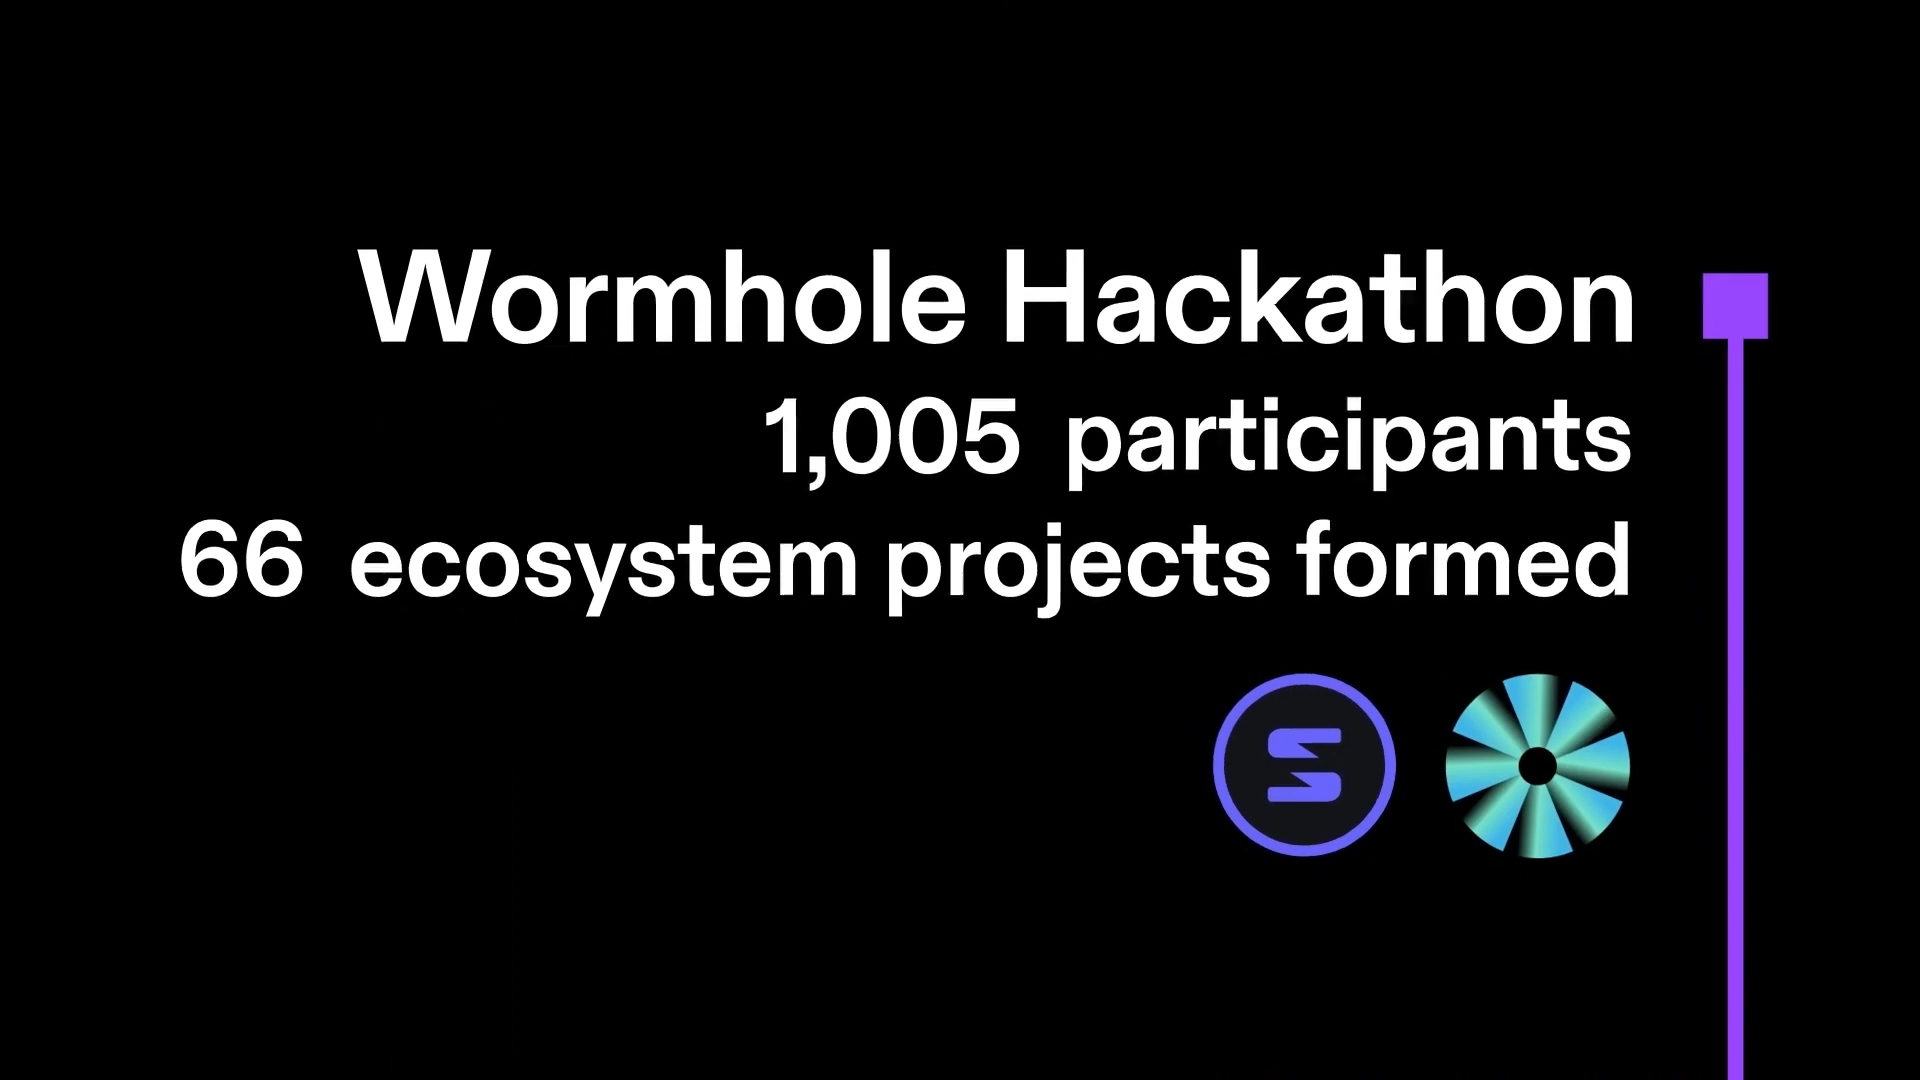 Wormhole Hackathon
1,005 participants
66 ecosystem projects formed
S